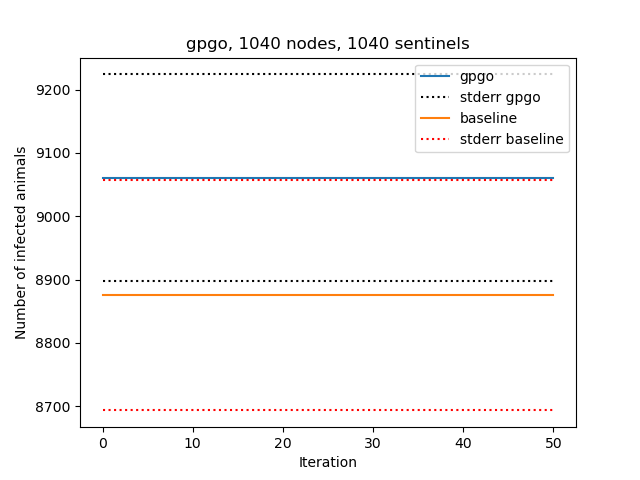 gpgo, 1040 nodes, 1040 sentinels
gpgo
stderr gpgo
baseline
stderr baseline
9200
9100
9000
8900
8800
8700
Number of infected animals
0 10 20 30 40 50
Iteration